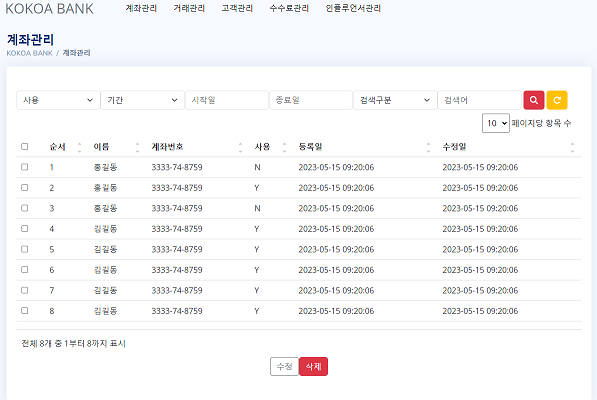 KOKOA BANK 계좌관리 거래관리 고객관리 수수료관리 인플루언서관리
계좌관리
KOKOA BANK / 계좌관리
사용 기간 시작일 종료일 검색구분 검색어
10 페이지당 항목 수
순서 이름 계좌번호 사용 등록일 수정일
1 홍길동 3333-74-8759 N 2023-05-15 09:20:06 2023-05-15 09:20:06
2 홍길동 3333-74-8759 Y 2023-05-15 09:20:06 2023-05-15 09:20:06
3 홍길동 3333-74-8759 N 2023-05-15 09:20:06 2023-05-15 09:20:06
4 김길동 3333-74-8759 Y 2023-05-15 09:20:06 2023-05-15 09:20:06
5 김길동 3333-74-8759 Y 2023-05-15 09:20:06 2023-05-15 09:20:06
6 김길동 3333-74-8759 Y 2023-05-15 09:20:06 2023-05-15 09:20:06
7 김길동 3333-74-8759 Y 2023-05-15 09:20:06 2023-05-15 09:20:06
8 김길동 3333-74-8759 Y 2023-05-15 09:20:06 2023-05-15 09:20:06
전체 8개 중 1부터 8까지 표시
수정 삭제